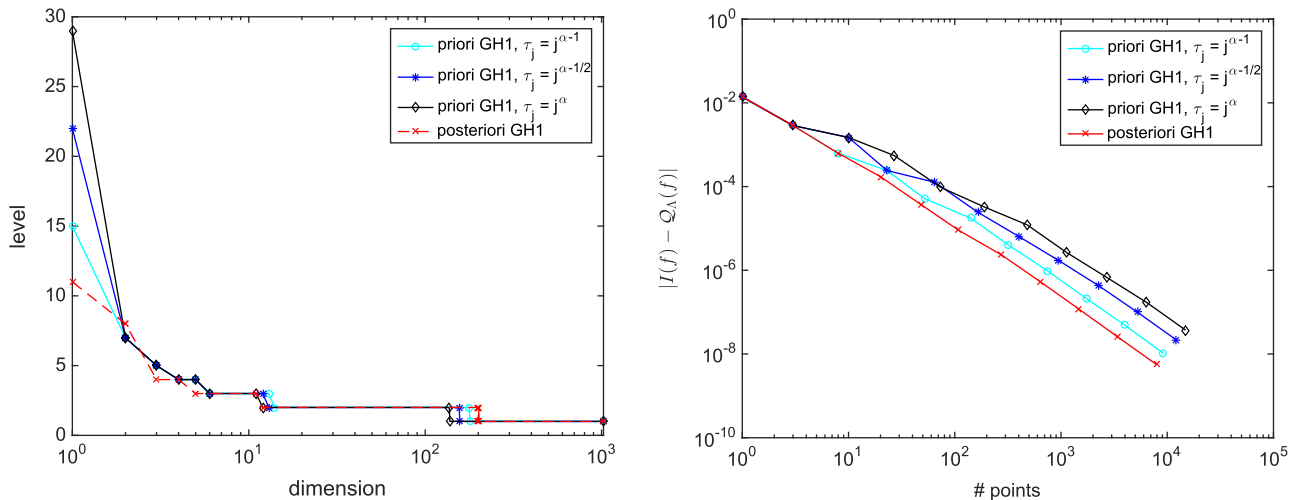 30
25
20
15
10
5
0
level
10^0
10^1
10^2
10^3
dimension
priori GH1, τ_j = j^{α-1}
priori GH1, τ_j = j^{α-1/2}
priori GH1, τ_j = j^α
posteriori GH1
10^0
10^{-2}
10^{-4}
10^{-6}
10^{-8}
10^{-10}
|I(f) − Q_Λ(f)|
10^0
10^1
10^2
10^3
10^4
10^5
# points
priori GH1, τ_j = j^{α-1}
priori GH1, τ_j = j^{α-1/2}
priori GH1, τ_j = j^α
posteriori GH1